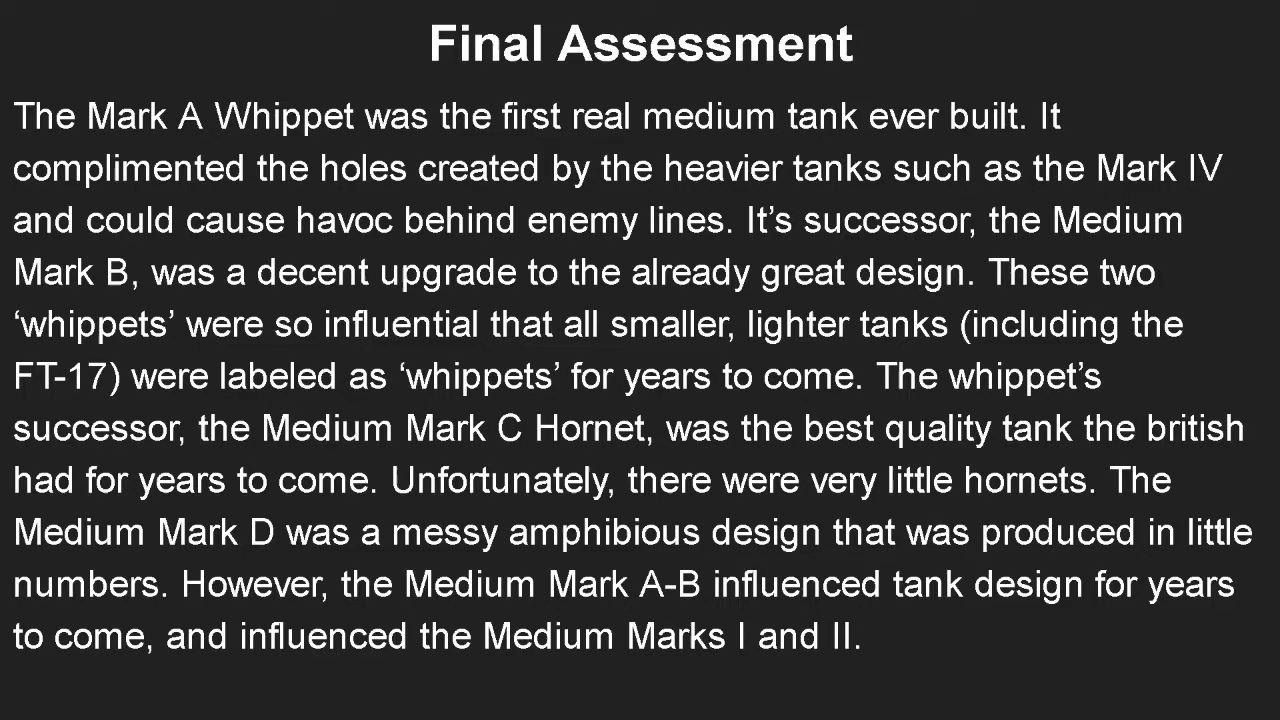 Final Assessment
The Mark A Whippet was the first real medium tank ever built. It
complimented the holes created by the heavier tanks such as the Mark IV
and could cause havoc behind enemy lines. It’s successor, the Medium
Mark B, was a decent upgrade to the already great design. These two
‘whippets’ were so influential that all smaller, lighter tanks (including the
FT-17) were labeled as ‘whippets’ for years to come. The whippet’s
successor, the Medium Mark C Hornet, was the best quality tank the british
had for years to come. Unfortunately, there were very little hornets. The
Medium Mark D was a messy amphibious design that was produced in little
numbers. However, the Medium Mark A-B influenced tank design for years
to come, and influenced the Medium Marks I and II.